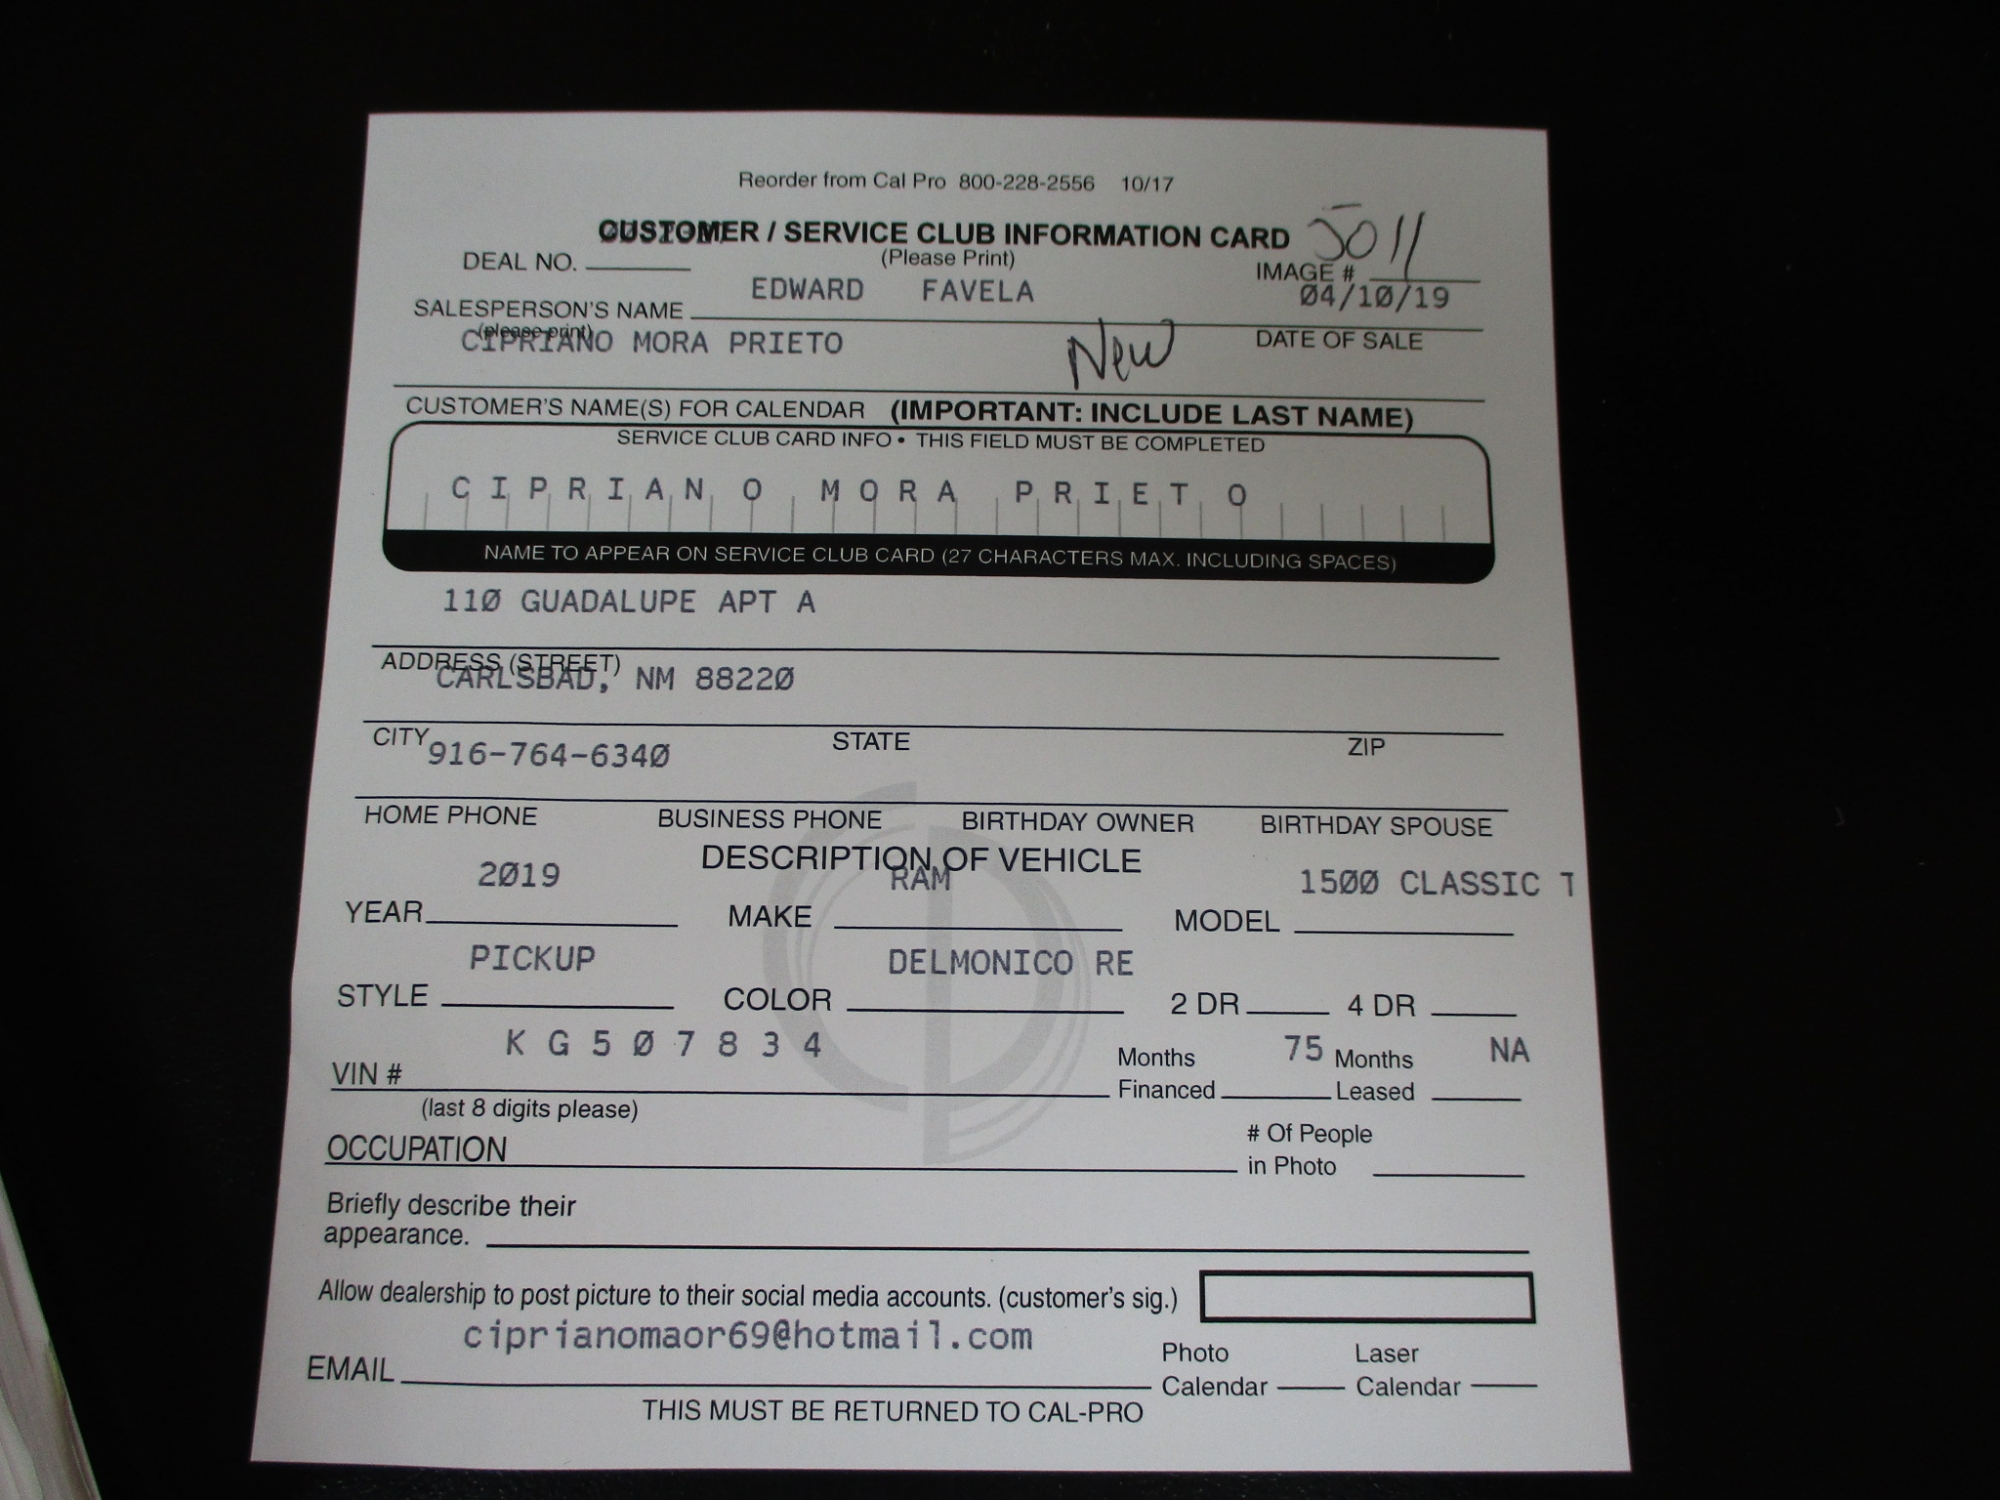 Reorder from Cal Pro 800-228-2556 10/17
CUSTOMER / SERVICE CLUB INFORMATION CARD
(Please Print)
DEAL NO.
IMAGE # 5011
SALESPERSON'S NAME EDWARD FAVELA
04/10/19
(please print)
DATE OF SALE
CIPRIANO MORA PRIETO
New
CUSTOMER'S NAME(S) FOR CALENDAR (IMPORTANT: INCLUDE LAST NAME)
SERVICE CLUB CARD INFO • THIS FIELD MUST BE COMPLETED
CIPRIANO MORA PRIETO
NAME TO APPEAR ON SERVICE CLUB CARD (27 CHARACTERS MAX. INCLUDING SPACES)
110 GUADALUPE APT A
ADDRESS (STREET)
CARLSBAD, NM 88220
CITY STATE ZIP
916-764-6340
HOME PHONE BUSINESS PHONE BIRTHDAY OWNER BIRTHDAY SPOUSE
DESCRIPTION OF VEHICLE
2019 RAM 1500 CLASSIC T
YEAR MAKE MODEL
PICKUP DELMONICO RE
STYLE COLOR 2 DR 4 DR
KG507834
VIN #
(last 8 digits please)
Months Financed 75
Months Leased NA
OCCUPATION
# Of People in Photo
Briefly describe their
appearance.
Allow dealership to post picture to their social media accounts. (customer's sig.)
ciprianomaor69@hotmail.com
EMAIL
Photo Calendar
Laser Calendar
THIS MUST BE RETURNED TO CAL-PRO